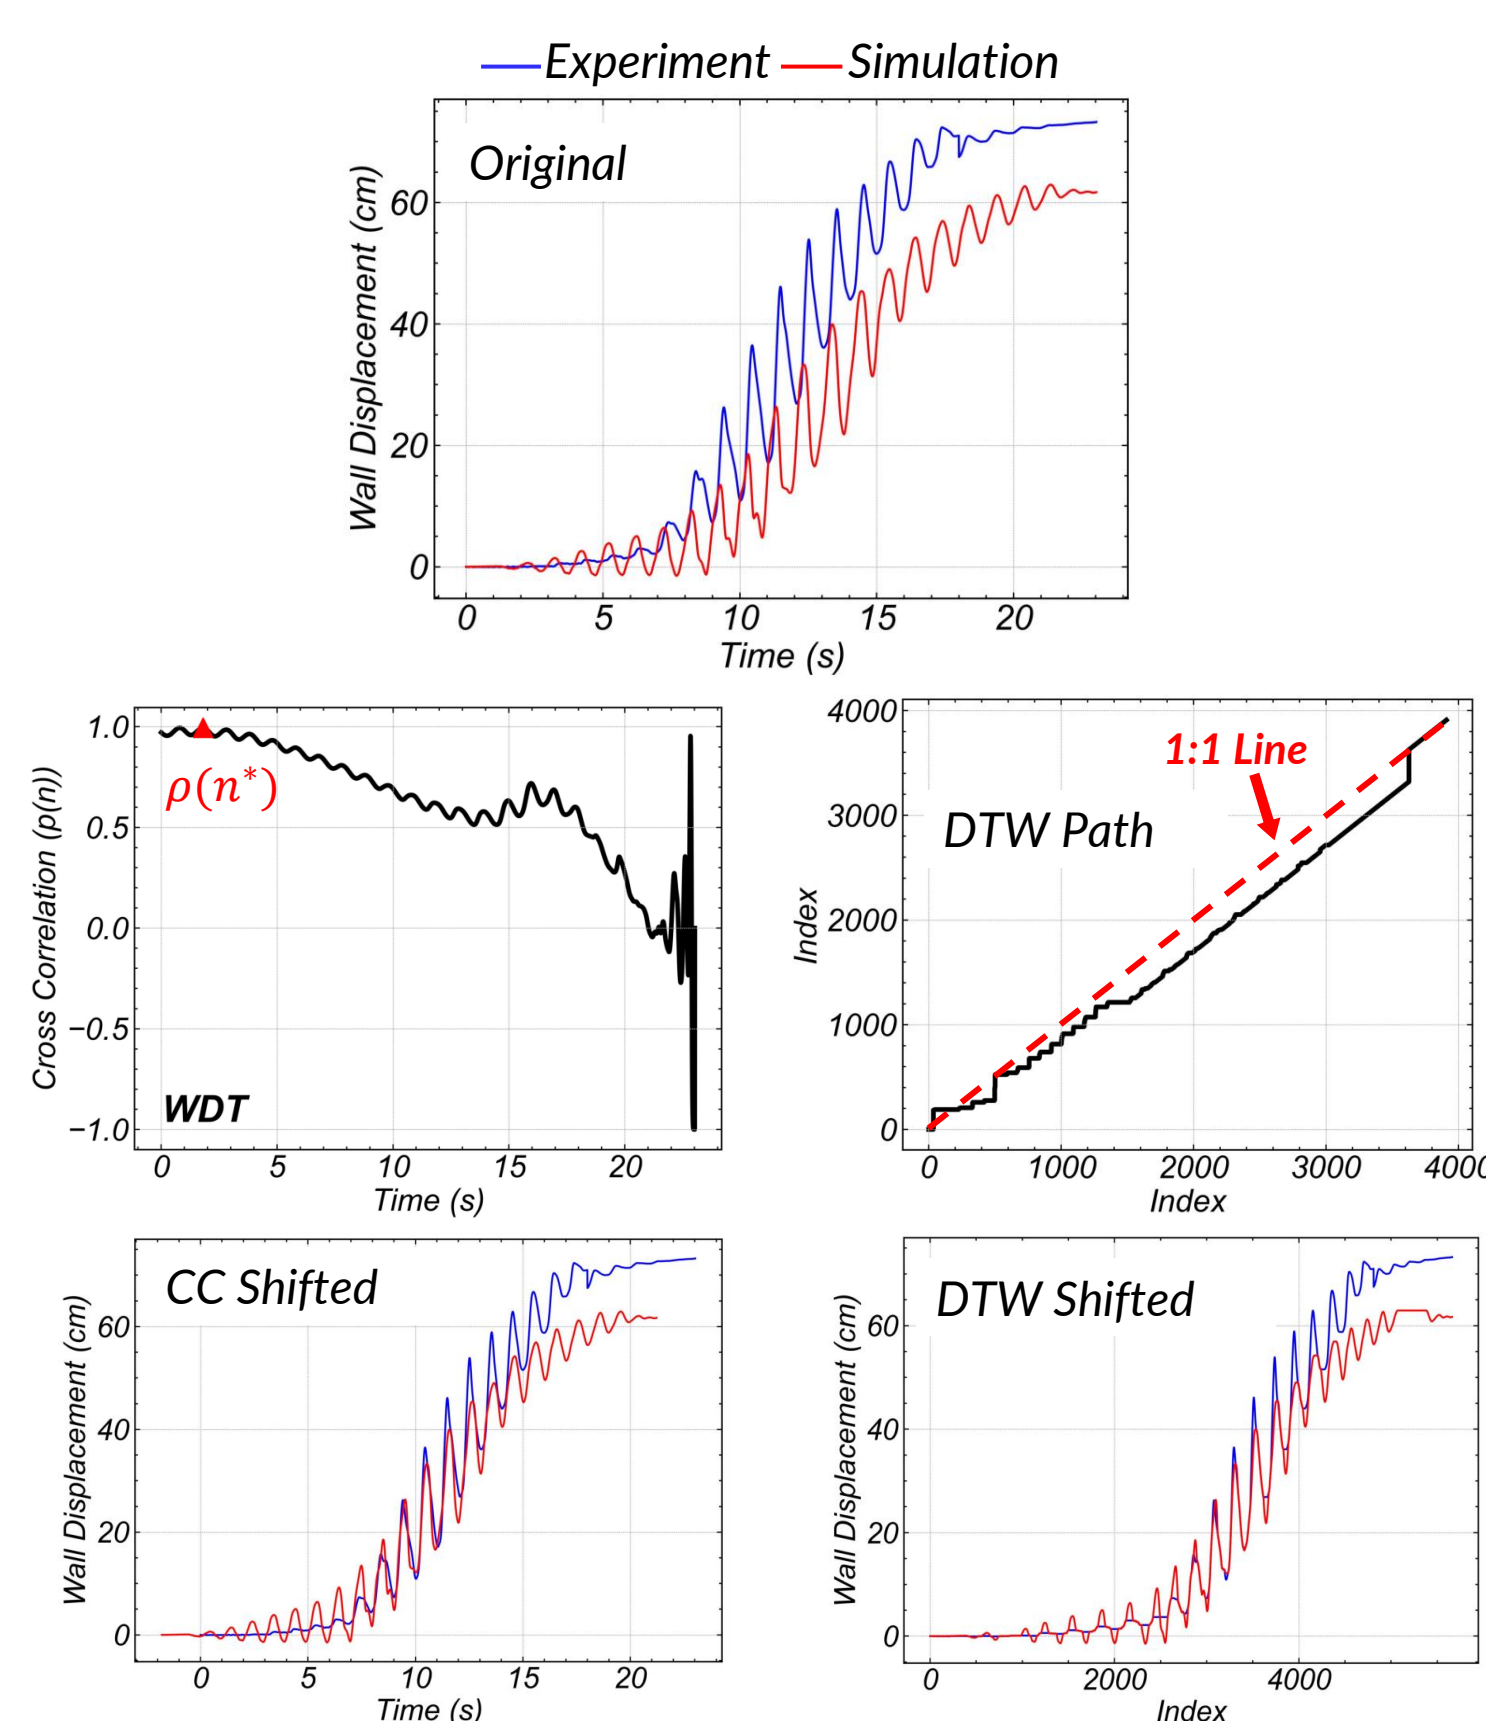 Experiment Simulation
Original
Wall Displacement (cm)
60
40
20
0
0 5 10 15 20
Time (s)
Cross Correlation (p(n))
1.0
0.5
0.0
−0.5
−1.0
ρ(n*)
WDT
0 5 10 15 20
Time (s)
Index
4000
3000
2000
1000
0
1:1 Line
DTW Path
0 1000 2000 3000 4000
Index
CC Shifted
Wall Displacement (cm)
60
40
20
0
0 5 10 15 20
Time (s)
DTW Shifted
Wall Displacement (cm)
60
40
20
0
0 2000 4000
Index